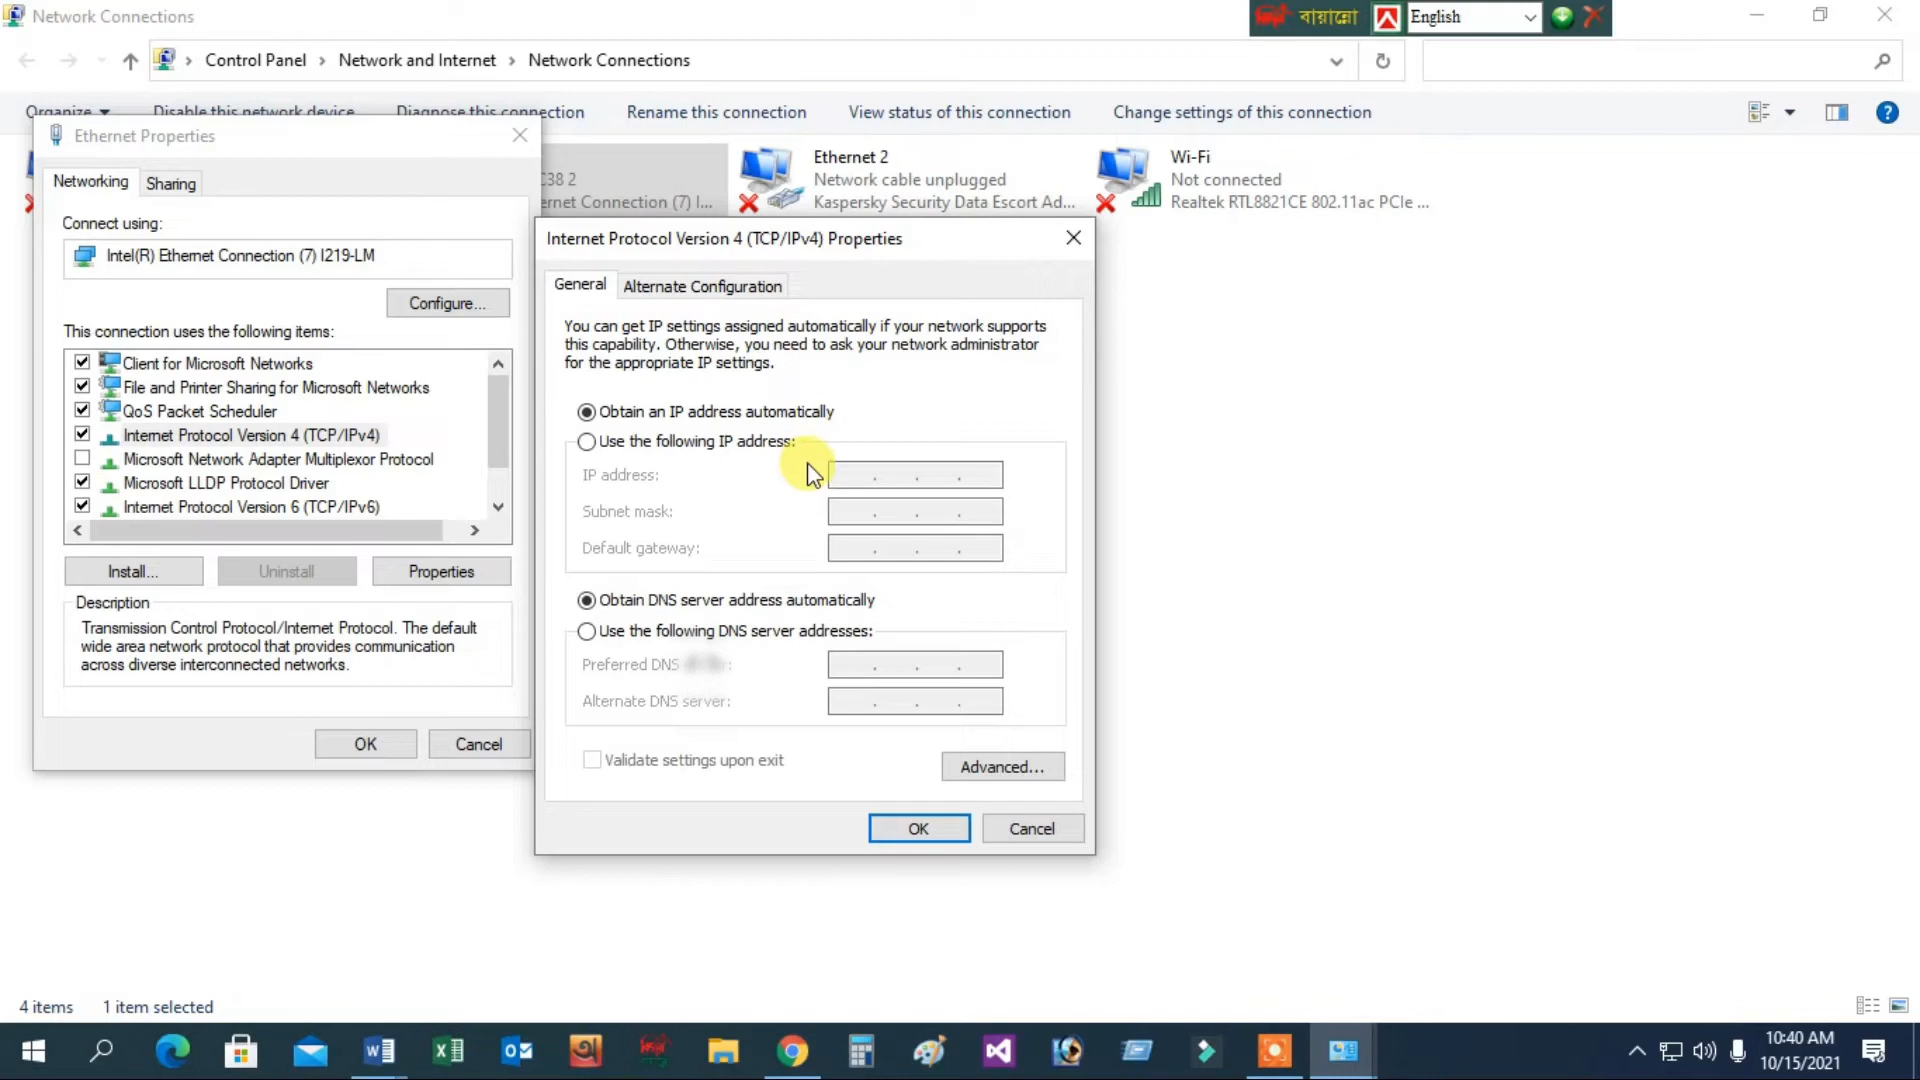 Network Connections
বায়ান্নো
English
Control Panel
Network and Internet
Network Connections
Organize
Disable this network device
Diagnose this connection
Rename this connection
View status of this connection
Change settings of this connection
Ethernet Properties
Networking
Sharing
Connect using:
Intel(R) Ethernet Connection (7) I219-LM
Configure...
This connection uses the following items:
Client for Microsoft Networks
File and Printer Sharing for Microsoft Networks
QoS Packet Scheduler
Internet Protocol Version 4 (TCP/IPv4)
Microsoft Network Adapter Multiplexor Protocol
Microsoft LLDP Protocol Driver
Internet Protocol Version 6 (TCP/IPv6)
Install...
Uninstall
Properties
Description
Transmission Control Protocol/Internet Protocol. The default
wide area network protocol that provides communication
across diverse interconnected networks.
OK
Cancel
C38 2
ernet Connection (7) I...
Ethernet 2
Network cable unplugged
Kaspersky Security Data Escort Ad...
Wi-Fi
Not connected
Realtek RTL8821CE 802.11ac PCIe ...
Internet Protocol Version 4 (TCP/IPv4) Properties
General
Alternate Configuration
You can get IP settings assigned automatically if your network supports
this capability. Otherwise, you need to ask your network administrator
for the appropriate IP settings.
Obtain an IP address automatically
Use the following IP address:
IP address:
Subnet mask:
Default gateway:
Obtain DNS server address automatically
Use the following DNS server addresses:
Preferred DNS
Alternate DNS server:
Validate settings upon exit
Advanced...
OK
Cancel
4 items
1 item selected
10:40 AM
10/15/2021